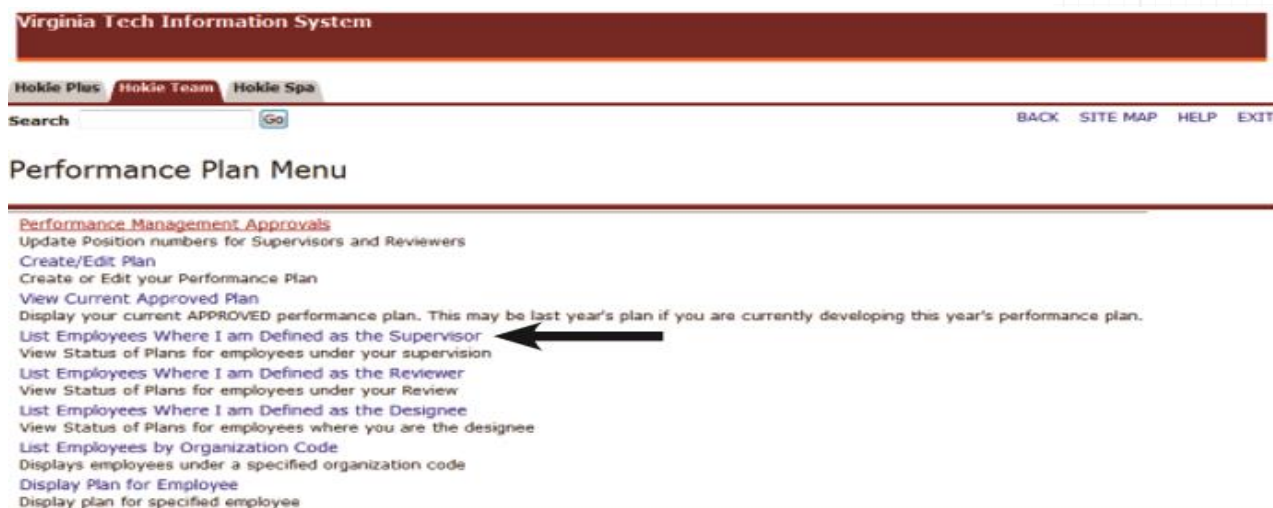 Virginia Tech Information System
Hokie Plus Hokie Team Hokie Spa
Search Go BACK SITE MAP HELP EXIT
Performance Plan Menu
Performance Management Approvals
Update Position numbers for Supervisors and Reviewers
Create/Edit Plan
Create or Edit your Performance Plan
View Current Approved Plan
Display your current APPROVED performance plan. This may be last year's plan if you are currently developing this year's performance plan.
List Employees Where I am Defined as the Supervisor
View Status of Plans for employees under your supervision
List Employees Where I am Defined as the Reviewer
View Status of Plans for employees under your Review
List Employees Where I am Defined as the Designee
View Status of Plans for employees where you are the designee
List Employees by Organization Code
Displays employees under a specified organization code
Display Plan for Employee
Display plan for specified employee